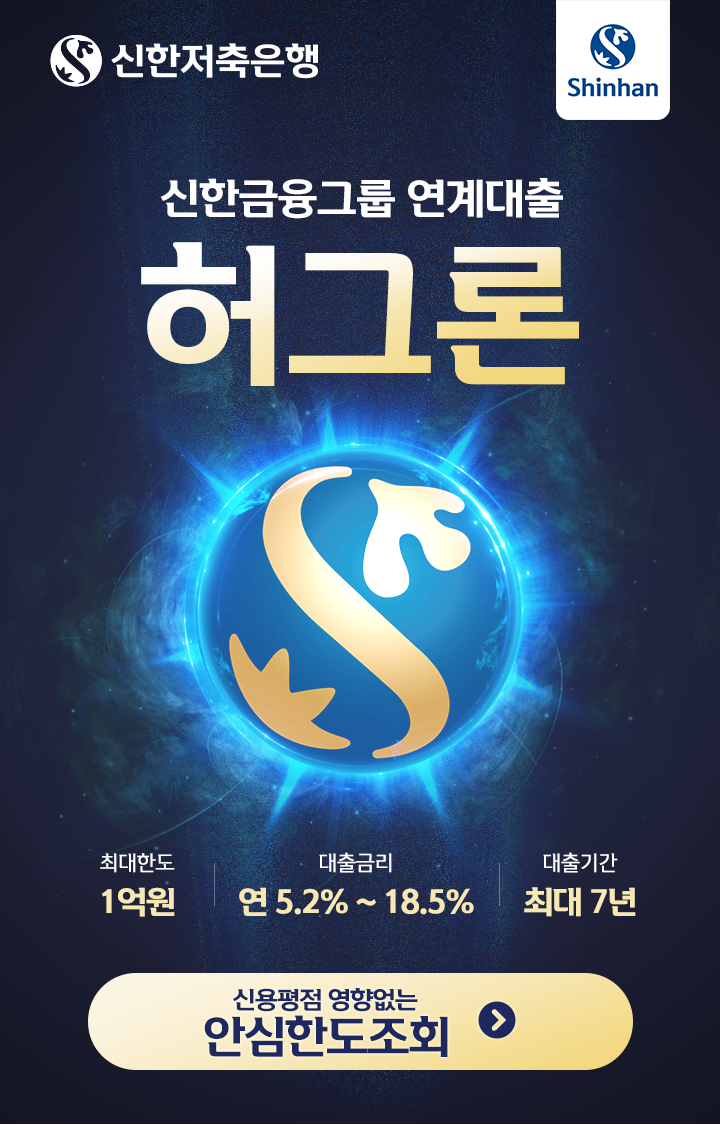 신한저축은행
Shinhan
신한금융그룹 연계대출
허그론
최대한도
1억원
대출금리
연 5.2% ~ 18.5%
대출기간
최대 7년
신용평점 영향없는
안심한도조회